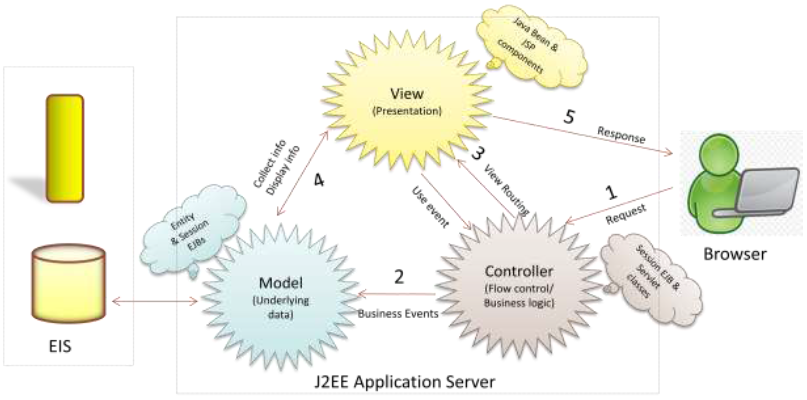 Java Bean &
JSP
components
View
(Presentation)
5
Response
Collect info
Display info
4
3
View Routing
Use event
1
Request
Browser
Entity
& Session
EJBs
Model
(Underlying
data)
2
Business Events
Controller
(Flow control/
Business logic)
Session EJB &
Servlet
classes
EIS
J2EE Application Server